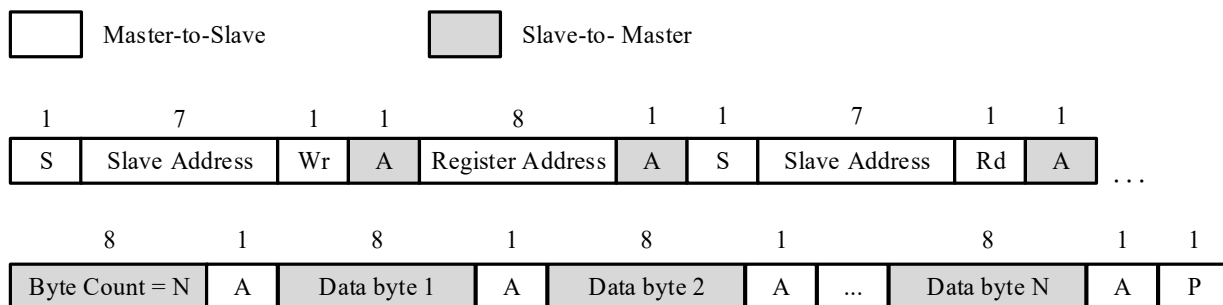 Master-to-Slave Slave-to- Master
1 7 1 1 8 1 1 7 1 1
S Slave Address Wr A Register Address A S Slave Address Rd A ...
8 1 8 1 8 1 8 1 1
Byte Count = N A Data byte 1 A Data byte 2 A ... Data byte N A P